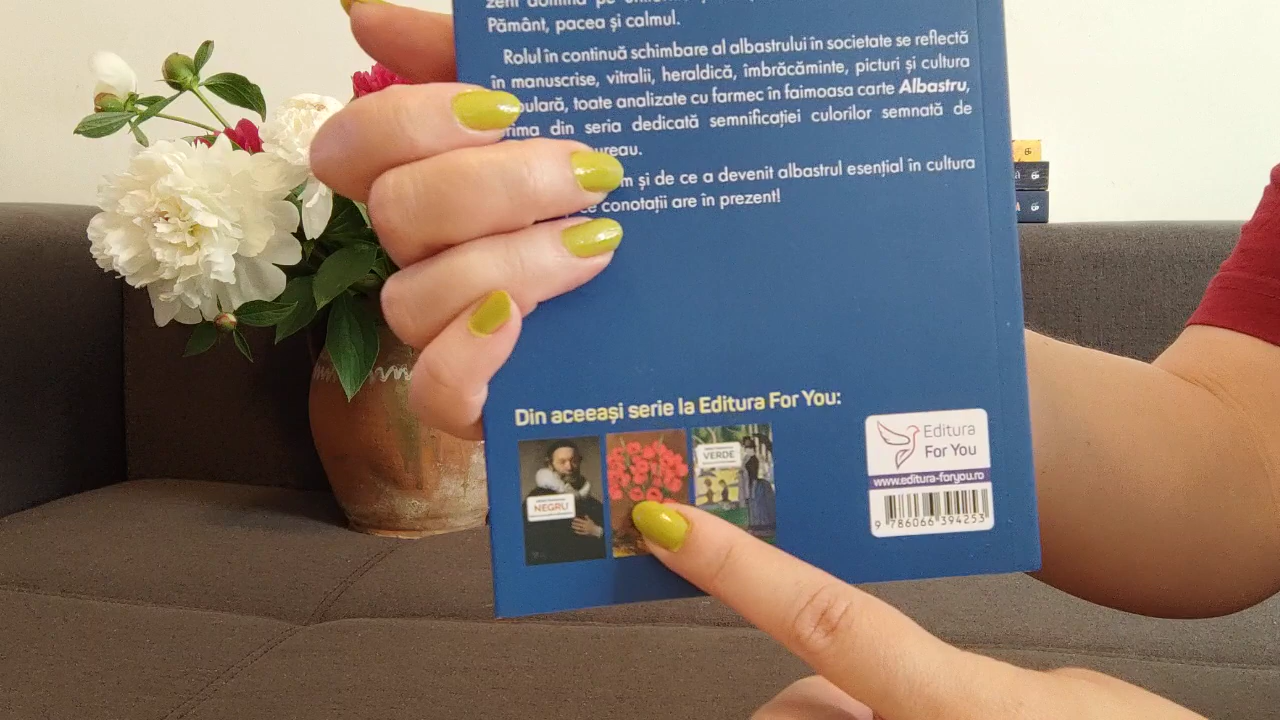 Pământ, pacea și calmul.
Rolul în continuă schimbare al albastrului în societate se reflectă
în manuscrise, vitralii, heraldică, îmbrăcăminte, picturi și cultura
toate analizate cu farmec în faimoasa carte Albastru,
din seria dedicată semnificației culorilor semnată de
și de ce a devenit albastrul esențial în cultura
conotații are în prezent!
Din aceeași serie la Editura For You:
NEGRU
VERDE
Editura
For You
www.editura-foryou.ro
9 786066 394253